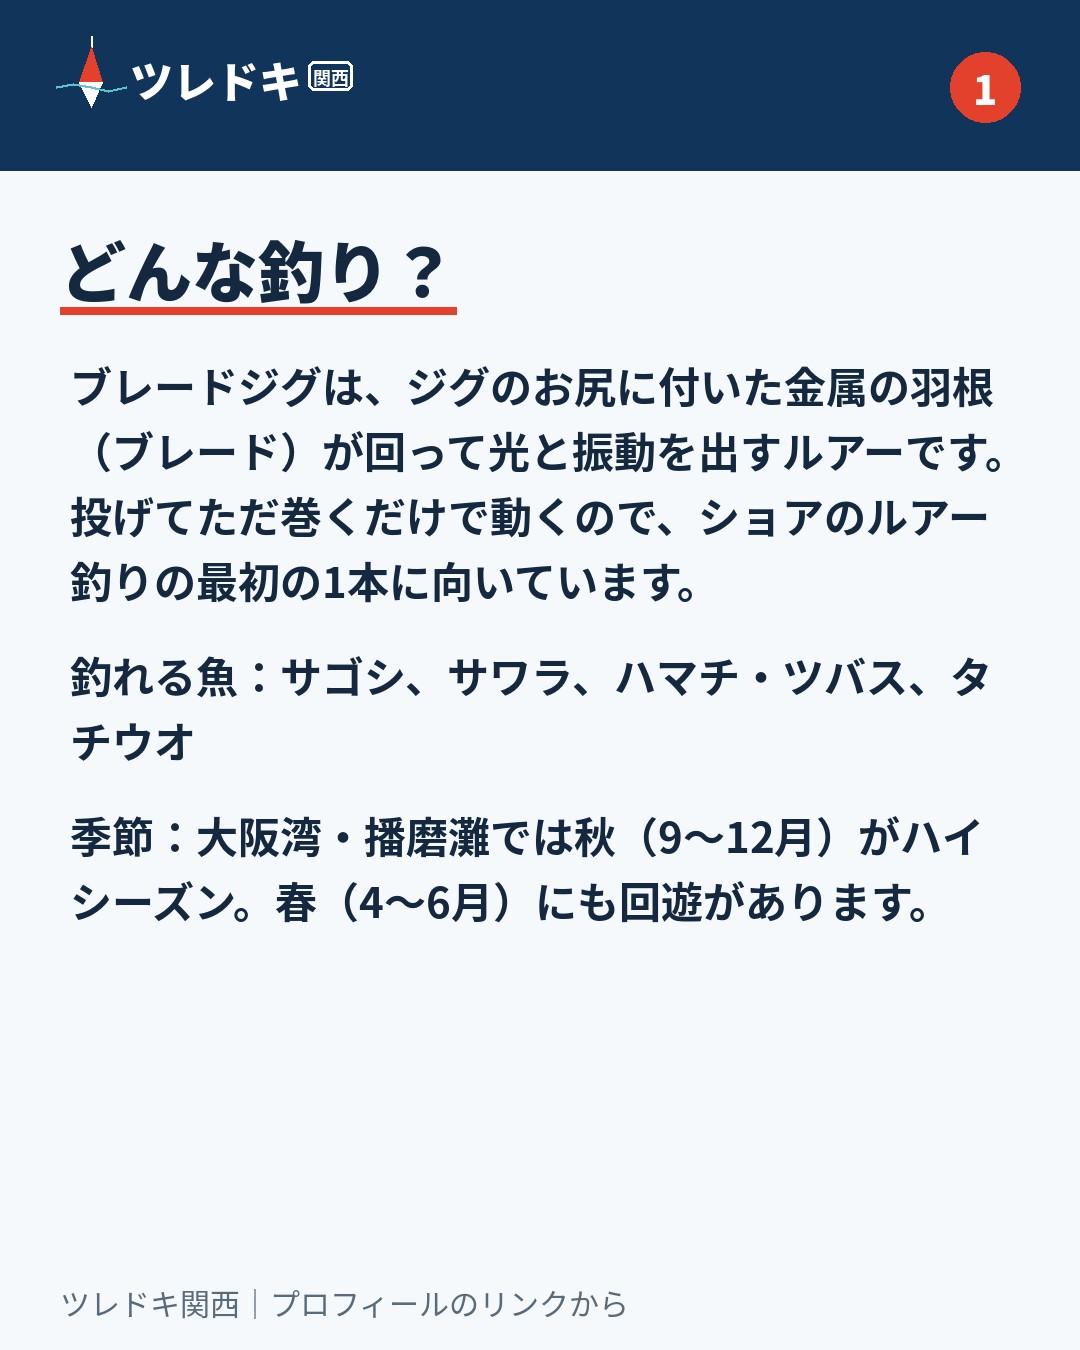 ツレドキ 関西
1
どんな釣り？
ブレードジグは、ジグのお尻に付いた金属の羽根
（ブレード）が回って光と振動を出すルアーです。
投げてただ巻くだけで動くので、ショアのルアー
釣りの最初の1本に向いています。
釣れる魚：サゴシ、サワラ、ハマチ・ツバス、タ
チウオ
季節：大阪湾・播磨灘では秋（9〜12月）がハイ
シーズン。春（4〜6月）にも回遊があります。
ツレドキ関西｜プロフィールのリンクから